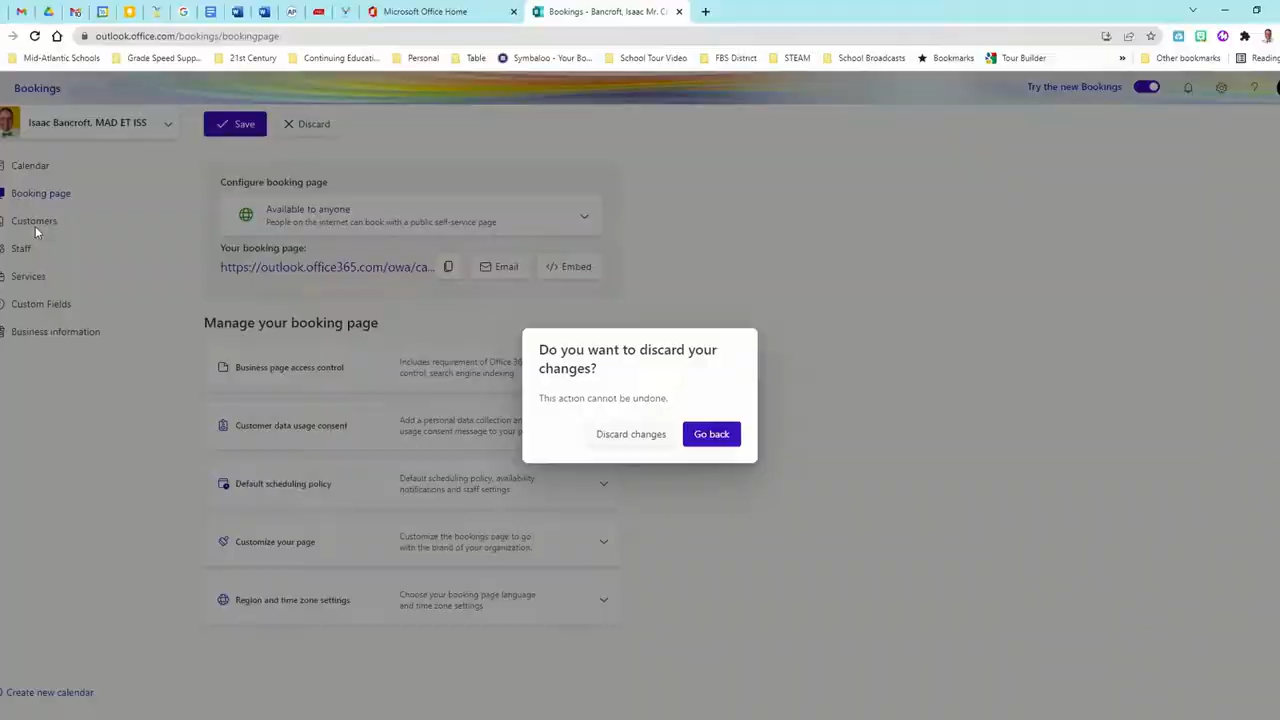 Microsoft Office Home
Bookings - Bancroft, Isaac Mr. C
outlook.office.com/bookings/bookingpage
Mid-Atlantic Schools
Grade Speed Supp...
21st Century
Continuing Educati...
Personal
Table
Symbaloo - Your Bo...
School Tour Video
FBS District
STEAM
School Broadcasts
Bookmarks
Tour Builder
»
Other bookmarks
Reading
Bookings
Try the new Bookings
Isaac Bancroft, MAD ET ISS
Save
Discard
Calendar
Booking page
Customers
Staff
Services
Custom Fields
Business information
Configure booking page
Available to anyone
People on the internet can book with a public self-service page
Your booking page:
https://outlook.office365.com/owa/ca...
Email
</> Embed
Manage your booking page
Business page access control
Includes requirement of Office 36
control, search engine indexing
Customer data usage consent
Add a personal data collection an
usage consent message to your p
Default scheduling policy
Default scheduling policy, availability
notifications and staff settings
Customize your page
Customize the bookings page to go
with the brand of your organization.
Region and time zone settings
Choose your booking page language
and time zone settings
Do you want to discard your
changes?
This action cannot be undone.
Discard changes
Go back
Create new calendar